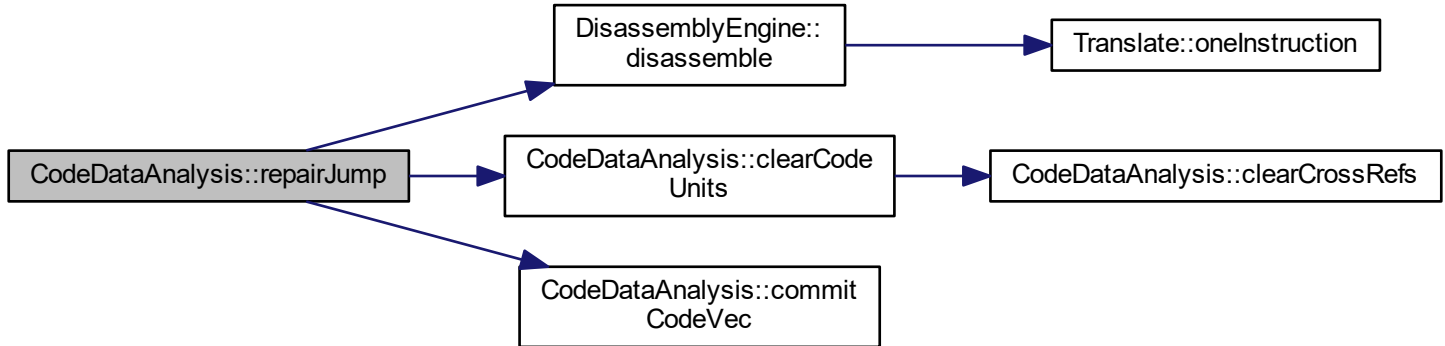 DisassemblyEngine::
disassemble
Translate::oneInstruction
CodeDataAnalysis::repairJump
CodeDataAnalysis::clearCode
Units
CodeDataAnalysis::clearCrossRefs
CodeDataAnalysis::commit
CodeVec